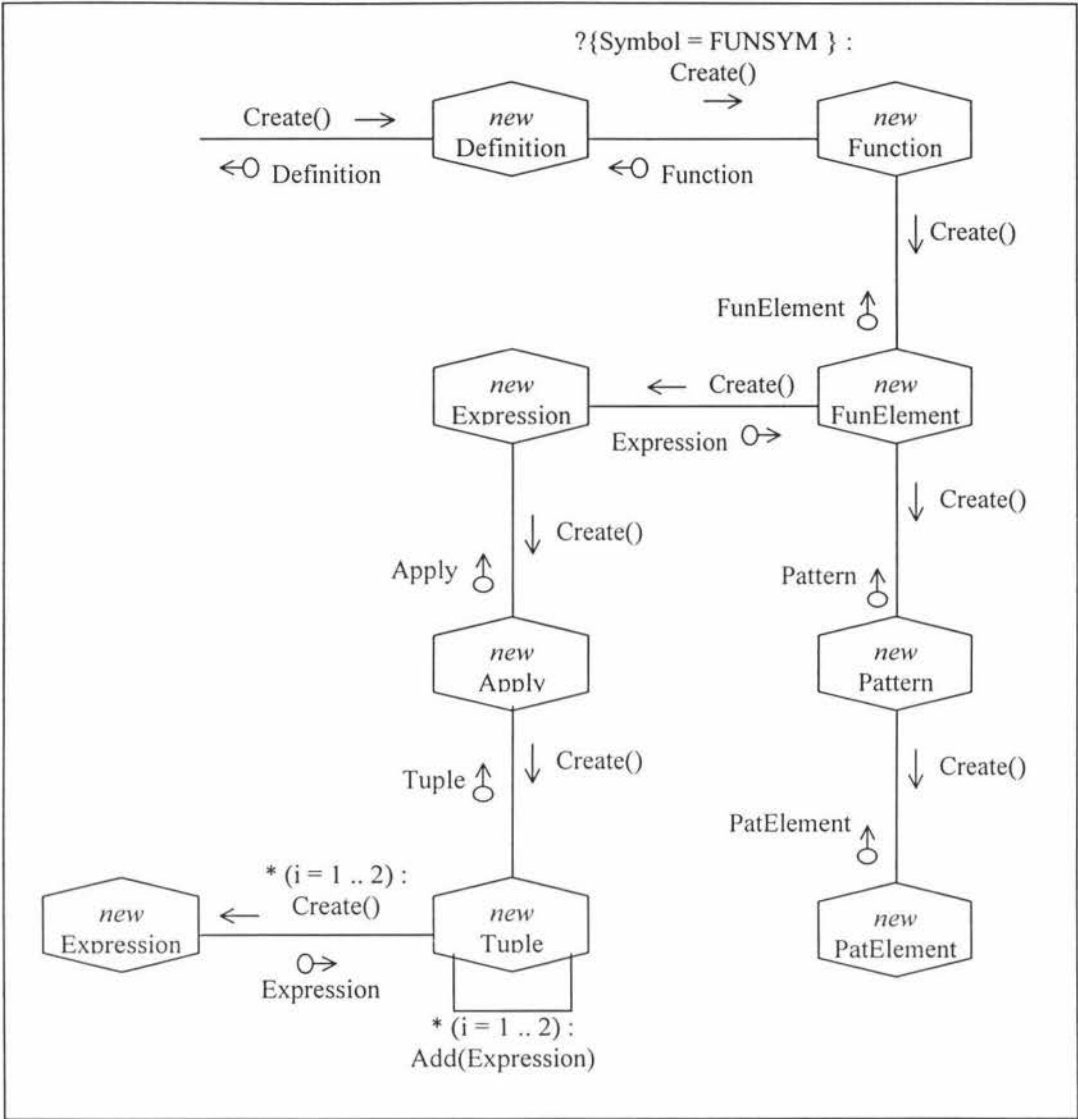 ?{Symbol = FUNSYM } :
Create()
Create()
new
Definition
new
Function
Definition
Function
Create()
FunElement
new
Expression
Create()
new
FunElement
Expression
Create()
Create()
Apply
Pattern
new
Apply
new
Pattern
Create()
Create()
Tuple
PatElement
* (i = 1 .. 2) :
Create()
new
Expression
new
Tuple
new
PatElement
Expression
* (i = 1 .. 2) :
Add(Expression)